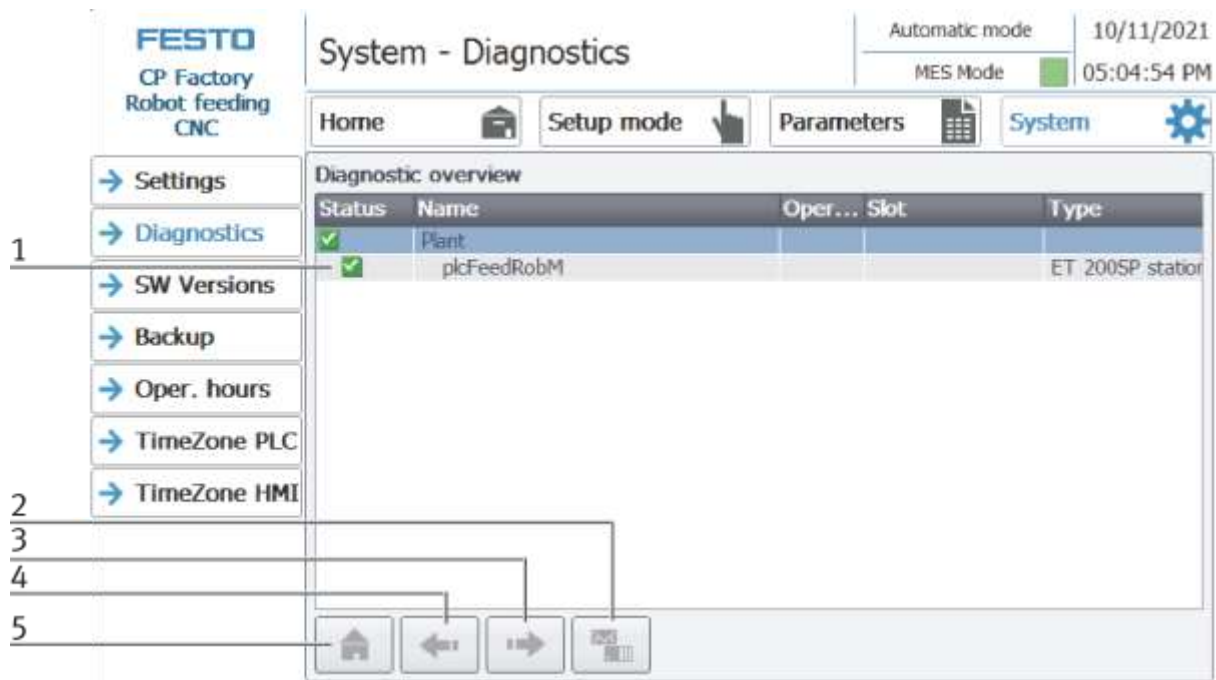 FESTO
CP Factory
Robot feeding
CNC
System - Diagnostics
Automatic mode
MES Mode
10/11/2021
05:04:54 PM
Home
Setup mode
Parameters
System
Settings
Diagnostics
SW Versions
Backup
Oper. hours
TimeZone PLC
TimeZone HMI
Diagnostic overview
Status Name Oper... Slot Type
Plant
plcFeedRobM ET 200SP station
1
2
3
4
5